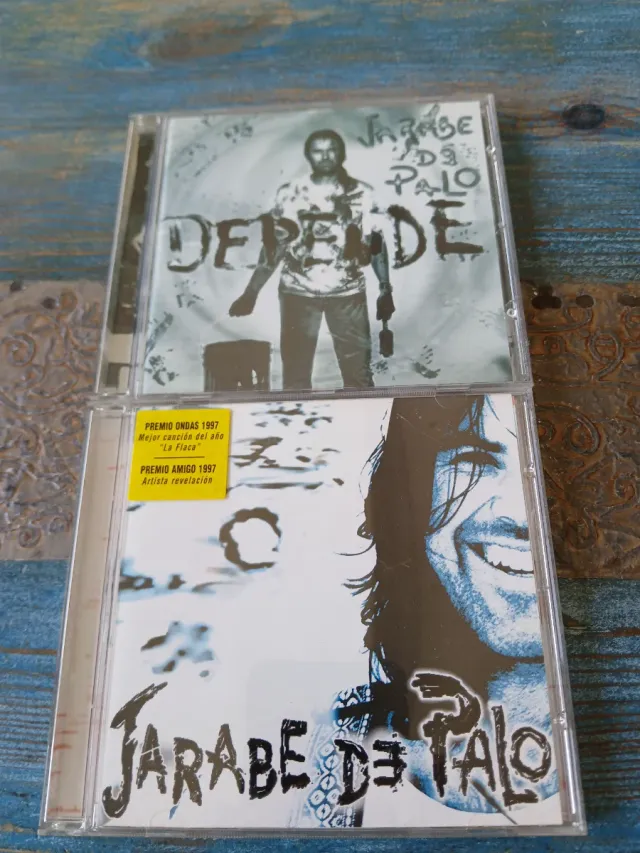 JARABE
DE
PALO
DEPENDE
PREMIO ONDAS 1997
Mejor canción del año
"La Flaca"
PREMIO AMIGO 1997
Artista revelación
JARABE DE PALO